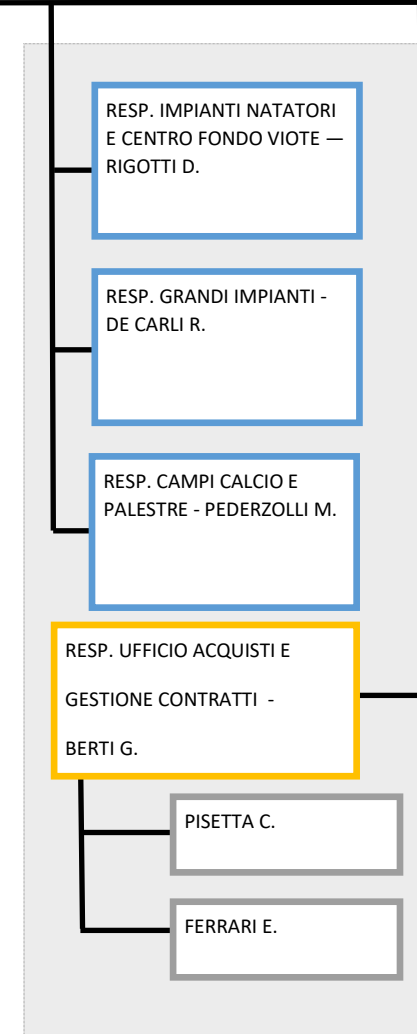 RESP. IMPIANTI NATATORI
E CENTRO FONDO VIOTE —
RIGOTTI D.
RESP. GRANDI IMPIANTI -
DE CARLI R.
RESP. CAMPI CALCIO E
PALESTRE - PEDERZOLLI M.
RESP. UFFICIO ACQUISTI E
GESTIONE CONTRATTI -
BERTI G.
PISETTA C.
FERRARI E.